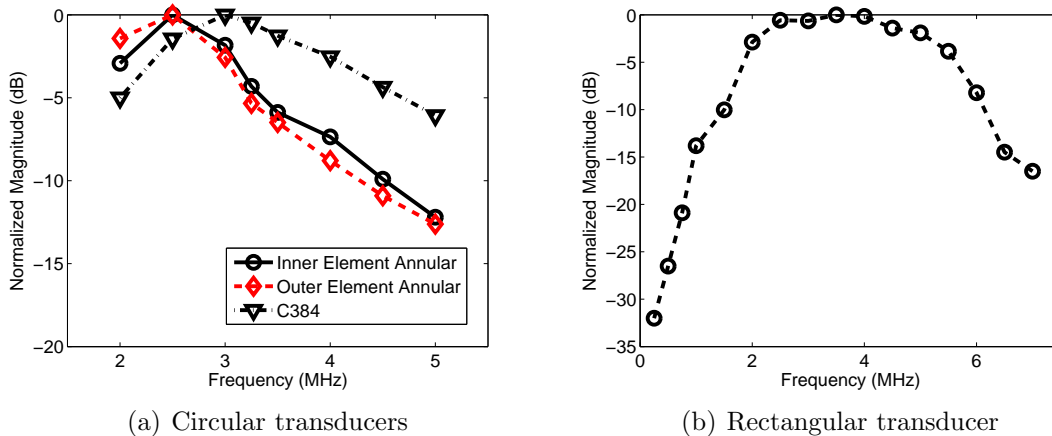 0
−5
−10
−15
−20
Normalized Magnitude (dB)
2
3
4
5
Frequency (MHz)
Inner Element Annular
Outer Element Annular
C384
(a) Circular transducers
0
−5
−10
−15
−20
−25
−30
−35
Normalized Magnitude (dB)
0
2
4
6
Frequency (MHz)
(b) Rectangular transducer